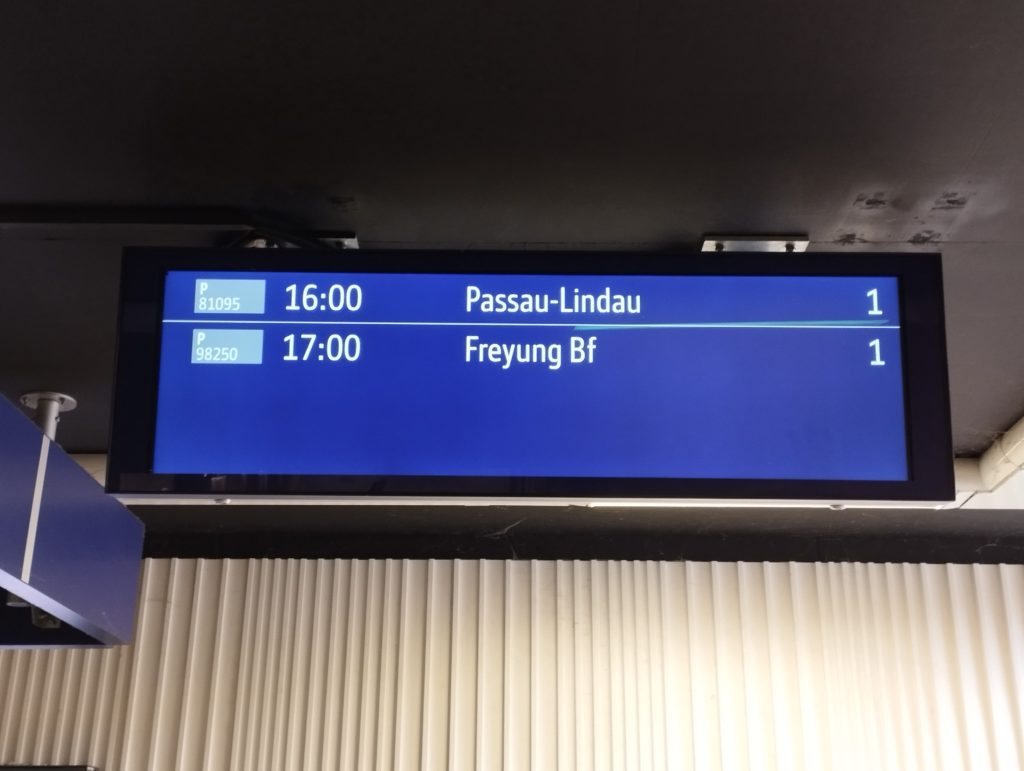 P 81095 16:00 Passau-Lindau 1
P 98250 17:00 Freyung Bf 1